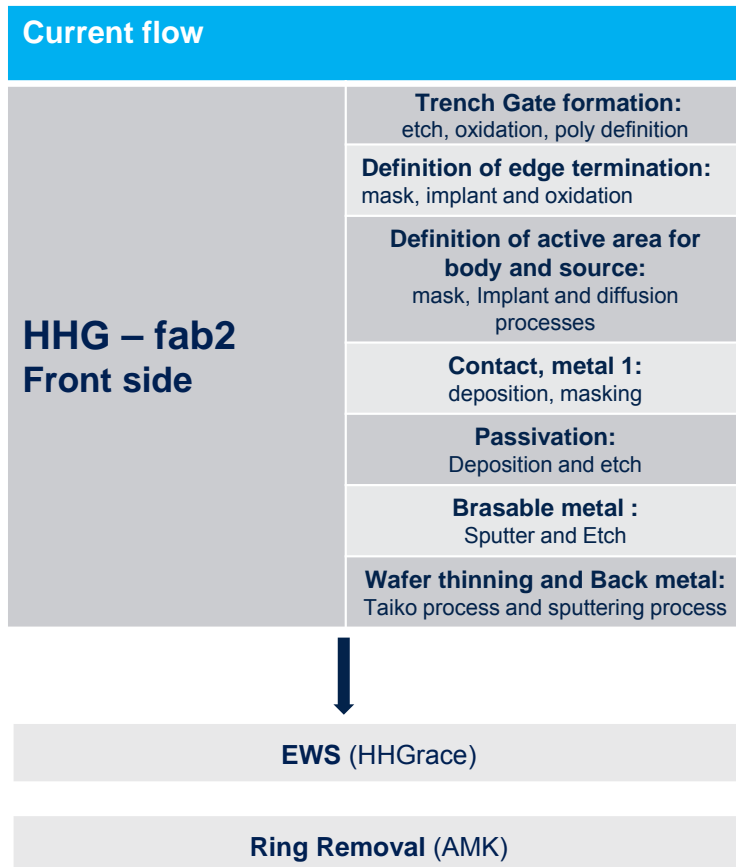 Current flow
HHG – fab2
Front side
Trench Gate formation:
etch, oxidation, poly definition
Definition of edge termination:
mask, implant and oxidation
Definition of active area for
body and source:
mask, Implant and diffusion
processes
Contact, metal 1:
deposition, masking
Passivation:
Deposition and etch
Brasable metal :
Sputter and Etch
Wafer thinning and Back metal:
Taiko process and sputtering process
EWS (HHGrace)
Ring Removal (AMK)